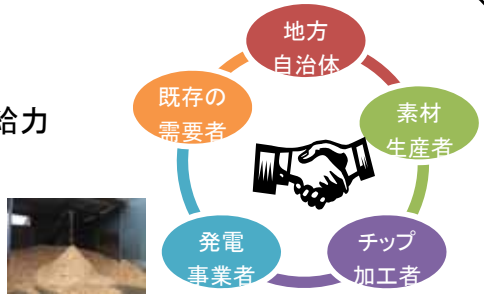 地方
自治体
既存の
需要者
給力
素材
生産者
発電
事業者
チップ
加工者